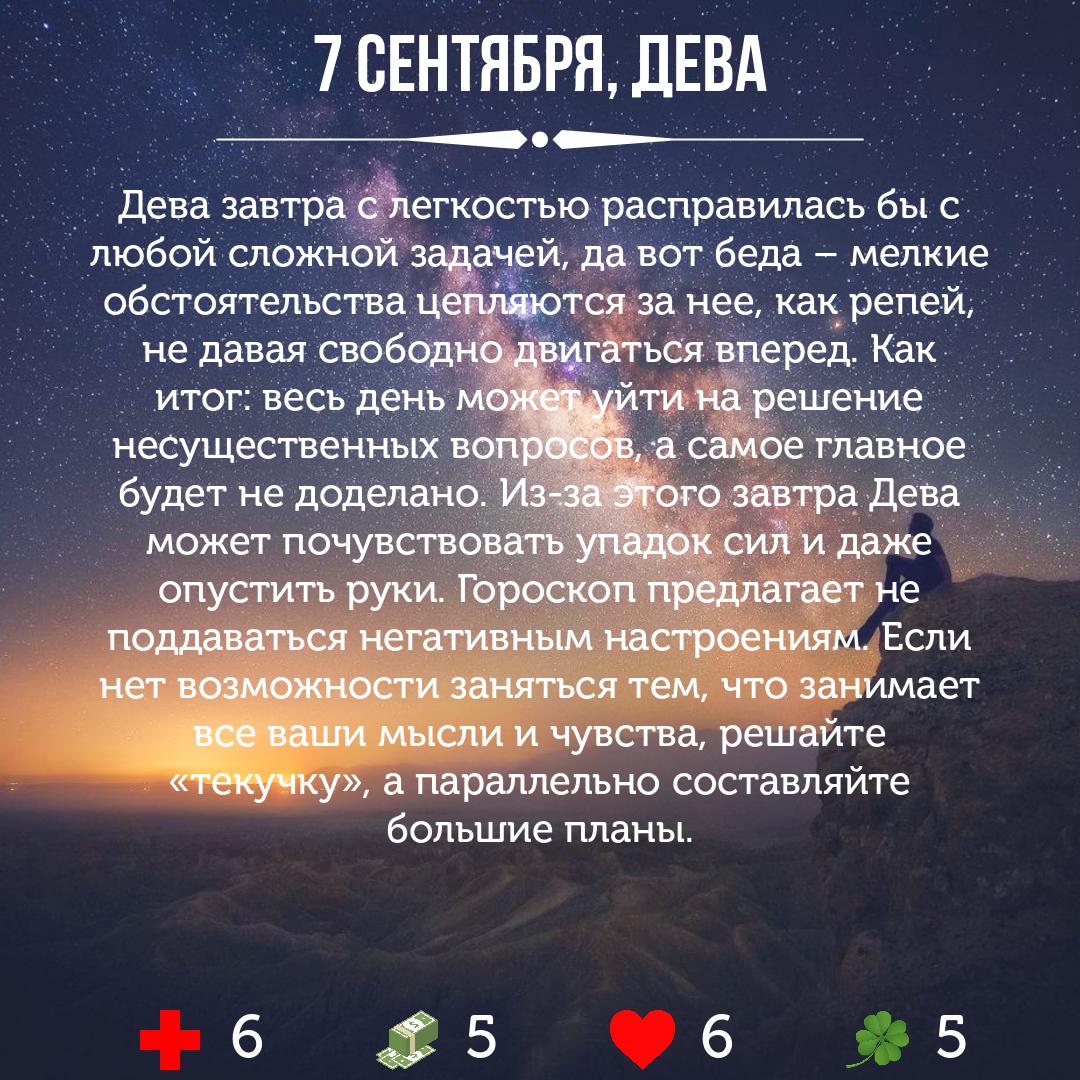 7 СЕНТЯБРЯ, ДЕВА
Дева завтра с легкостью расправилась бы с
любой сложной задачей, да вот беда – мелкие
обстоятельства цепляются за нее, как репей,
не давая свободно двигаться вперед. Как
итог: весь день может уйти на решение
несущественных вопросов, а самое главное
будет не доделано. Из-за этого завтра Дева
может почувствовать упадок сил и даже
опустить руки. Гороскоп предлагает не
поддаваться негативным настроениям. Если
нет возможности заняться тем, что занимает
все ваши мысли и чувства, решайте
«текучку», а параллельно составляйте
большие планы.
6 5 6 5